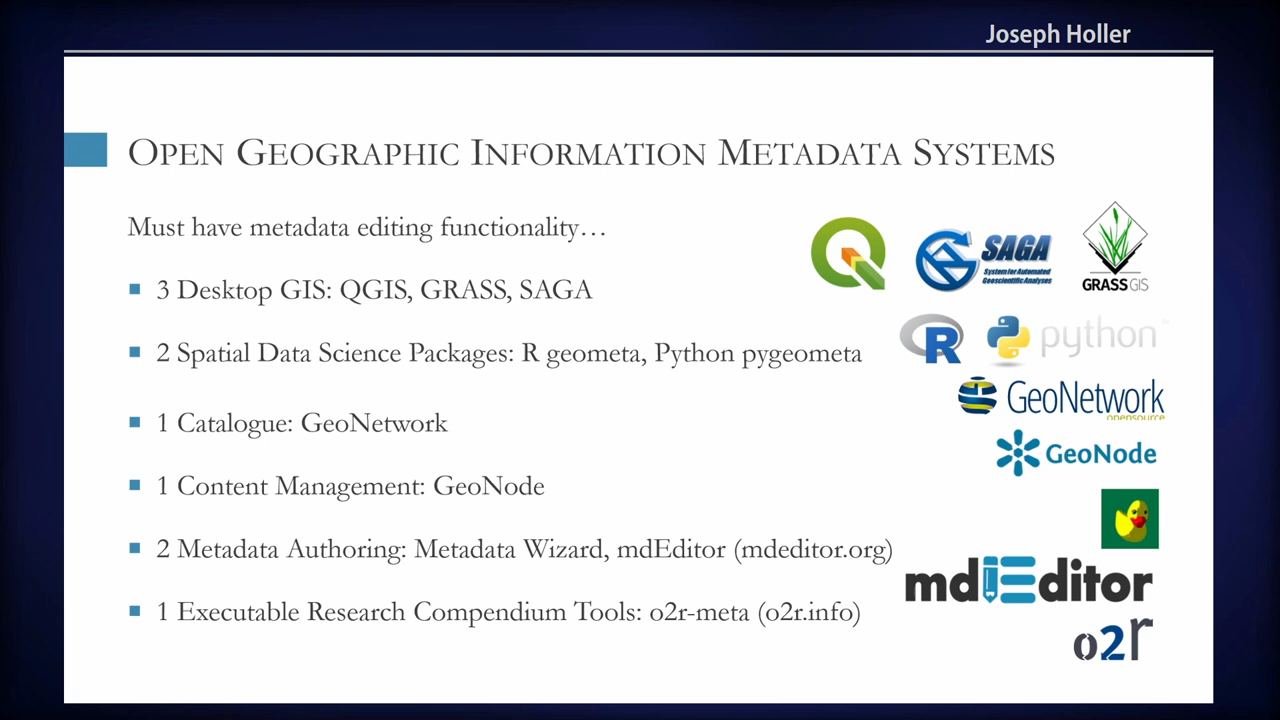 Joseph Holler
Open Geographic Information Metadata Systems
Must have metadata editing functionality…
■ 3 Desktop GIS: QGIS, GRASS, SAGA
■ 2 Spatial Data Science Packages: R geometa, Python pygeometa
■ 1 Catalogue: GeoNetwork
■ 1 Content Management: GeoNode
■ 2 Metadata Authoring: Metadata Wizard, mdEditor (mdeditor.org)
■ 1 Executable Research Compendium Tools: o2r-meta (o2r.info)
SAGA
System for Automated
Geoscientific Analyses
GRASS GIS
R
python™
GeoNetwork
opensource
GeoNode
mdEditor
o2r